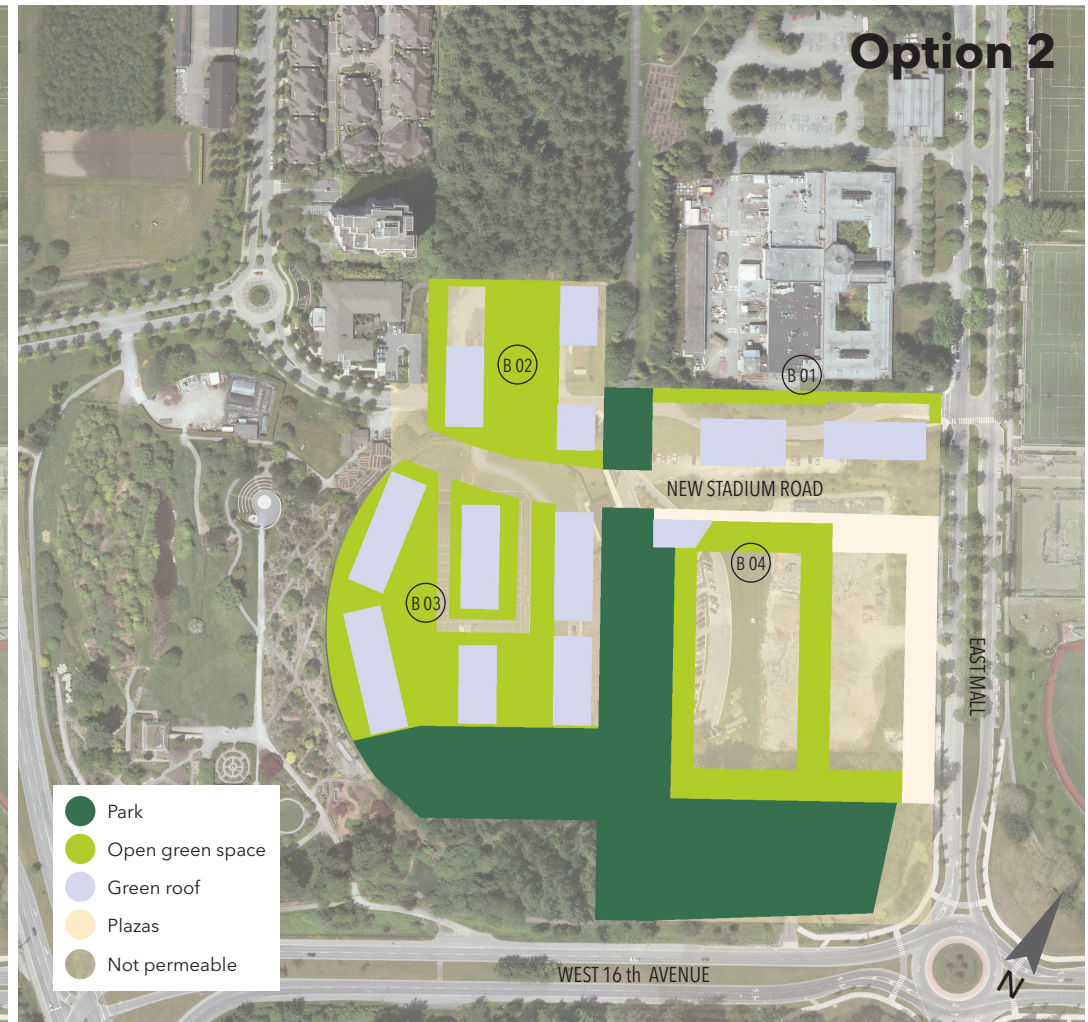 Option 2
B 02
B 01
NEW STADIUM ROAD
B 04
B 03
EAST MALL
Park
Open green space
Green roof
Plazas
Not permeable
WEST 16 th AVENUE
N